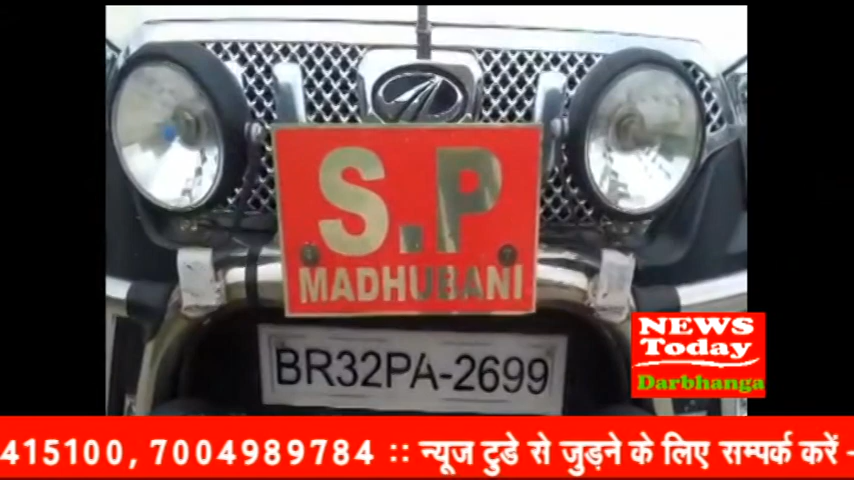 S.P
MADHUBANI
BR32PA-2699
NEWS
Today
Darbhanga
415100, 7004989784 :: न्यूज टुडे से जुड़ने के लिए सम्पर्क करें -